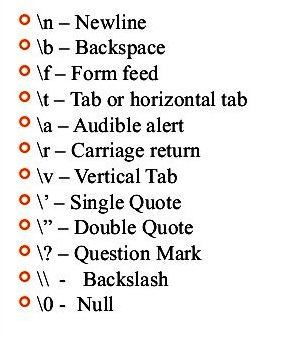 \n – Newline
\b – Backspace
\f – Form feed
\t – Tab or horizontal tab
\a – Audible alert
\r – Carriage return
\v – Vertical Tab
\’ – Single Quote
\” – Double Quote
\? – Question Mark
\\ - Backslash
\0 - Null